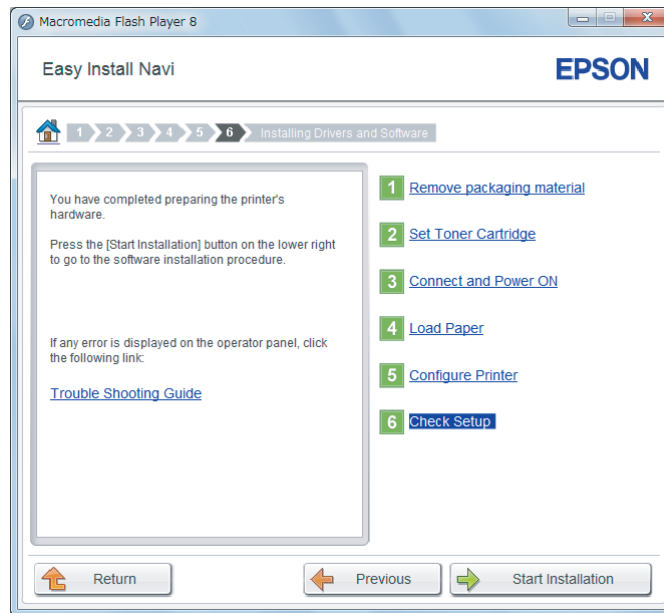 Macromedia Flash Player 8
Easy Install Navi
EPSON
1 2 3 4 5 6 Installing Drivers and Software
You have completed preparing the printer's
hardware.
Press the [Start Installation] button on the lower right
to go to the software installation procedure.
If any error is displayed on the operator panel, click
the following link:
Trouble Shooting Guide
1 Remove packaging material
2 Set Toner Cartridge
3 Connect and Power ON
4 Load Paper
5 Configure Printer
6 Check Setup
Return
Previous
Start Installation